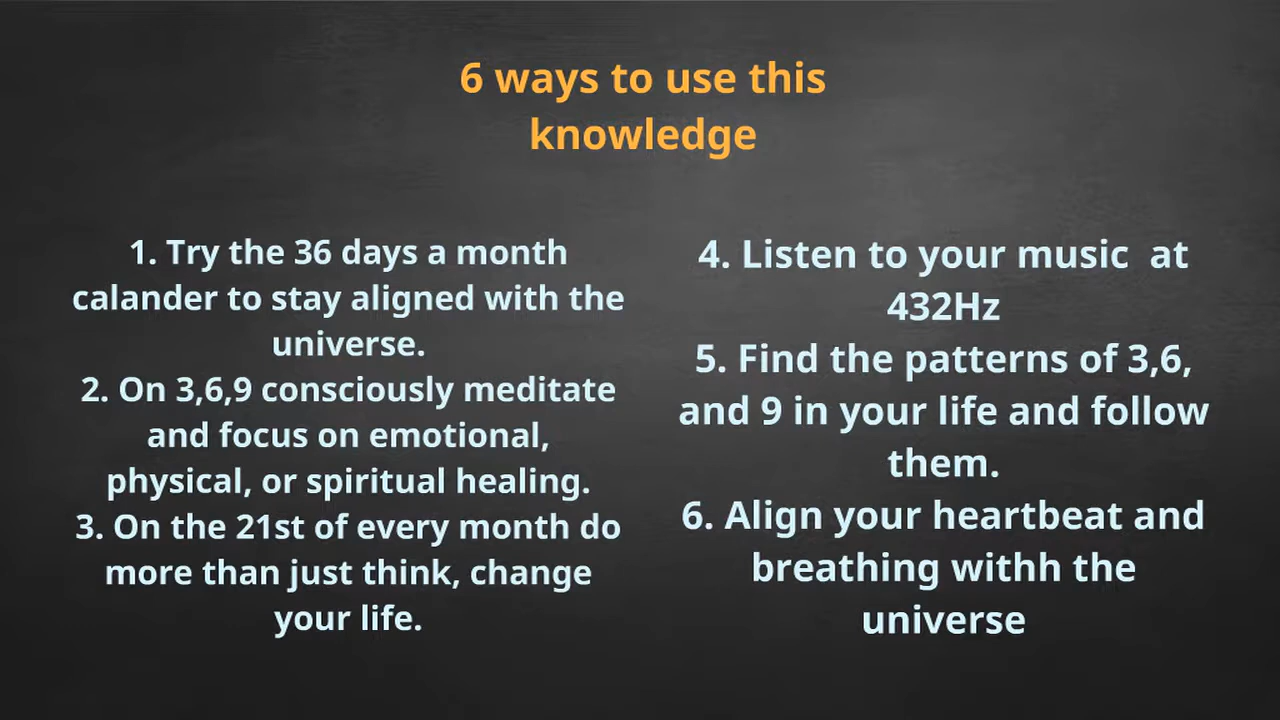 6 ways to use this
knowledge
1. Try the 36 days a month
calander to stay aligned with the
universe.
2. On 3,6,9 consciously meditate
and focus on emotional,
physical, or spiritual healing.
3. On the 21st of every month do
more than just think, change
your life.
4. Listen to your music  at
432Hz
5. Find the patterns of 3,6,
and 9 in your life and follow
them.
6. Align your heartbeat and
breathing withh the
universe